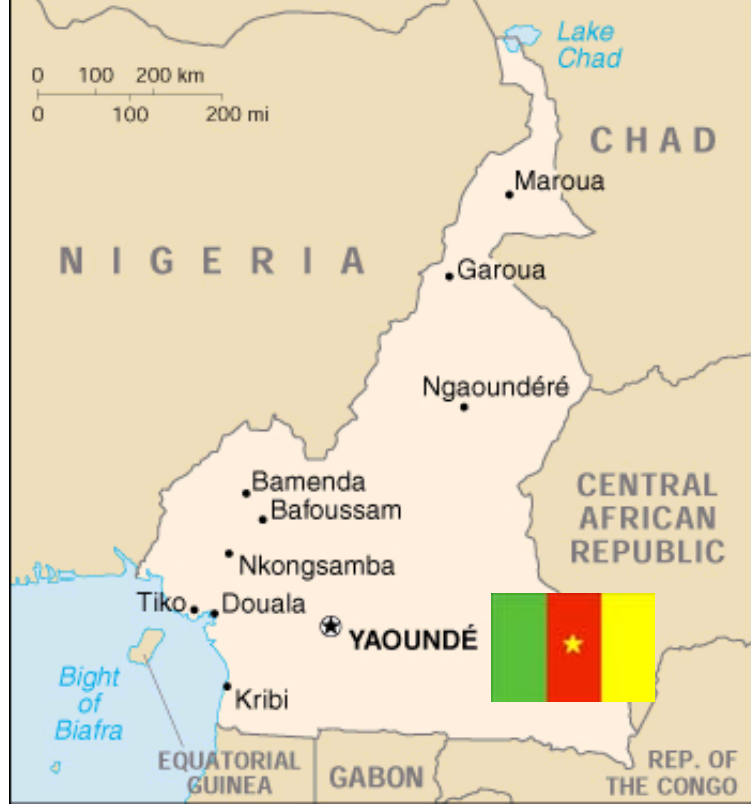 Lake
Chad
0 100 200 km
0 100 200 mi
CHAD
Maroua
NIGERIA
Garoua
Ngaoundéré
Bamenda
Bafoussam
CENTRAL
AFRICAN
REPUBLIC
Nkongsamba
Tiko
Douala
YAOUNDÉ
Bight
of
Biafra
Kribi
EQUATORIAL
GUINEA
GABON
REP. OF
THE CONGO